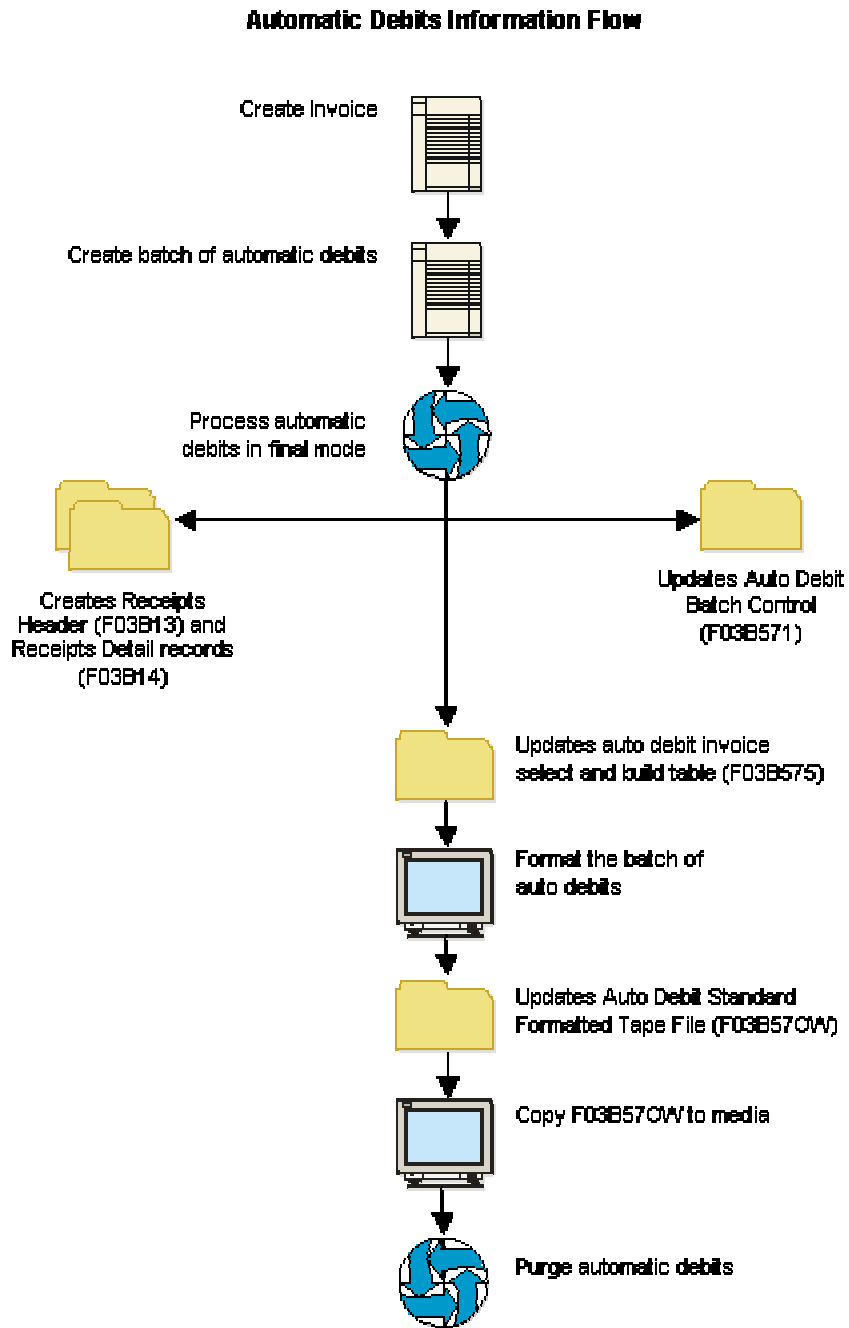 Automatic Debits Information Flow
Create Invoice
Create batch of automatic debits
Process automatic
debits in final mode
Creates Receipts
Header (F03B13) and
Receipts Detail records
(F03B14)
Updates Auto Debit
Batch Control
(F03B571)
Updates auto debit invoice
select and build table (F03B575)
Format the batch of
auto debits
Updates Auto Debit Standard
Formatted Tape File (F03B57OW)
Copy F03B57OW to media
Purge automatic debits